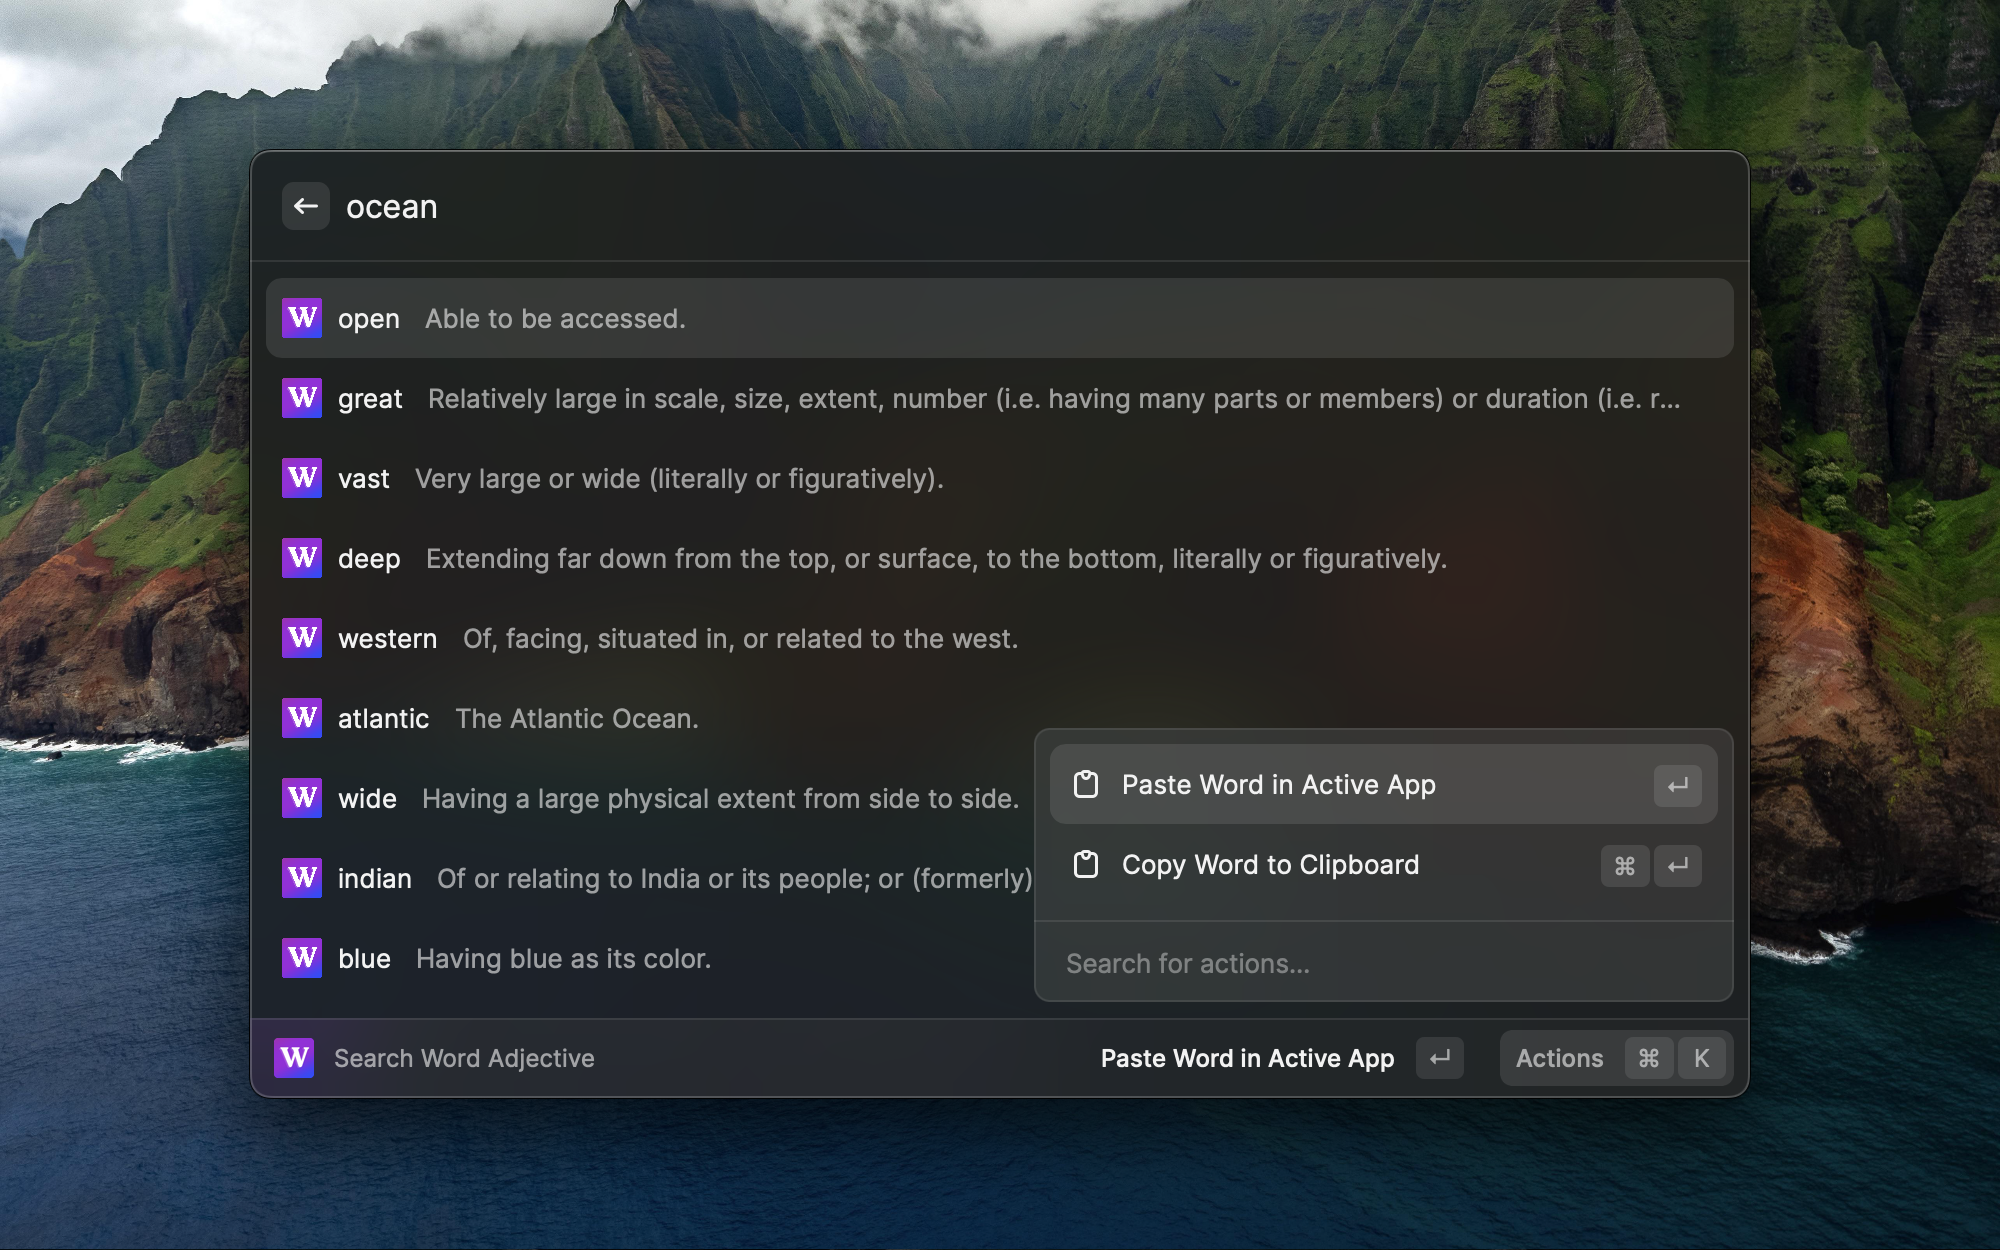 ocean
W open Able to be accessed.
W great Relatively large in scale, size, extent, number (i.e. having many parts or members) or duration (i.e. r...
W vast Very large or wide (literally or figuratively).
W deep Extending far down from the top, or surface, to the bottom, literally or figuratively.
W western Of, facing, situated in, or related to the west.
W atlantic The Atlantic Ocean.
W wide Having a large physical extent from side to side.
W indian Of or relating to India or its people; or (formerly)
W blue Having blue as its color.
Paste Word in Active App ↵
Copy Word to Clipboard ⌘ ↵
Search for actions...
W Search Word Adjective
Paste Word in Active App ↵ Actions ⌘ K